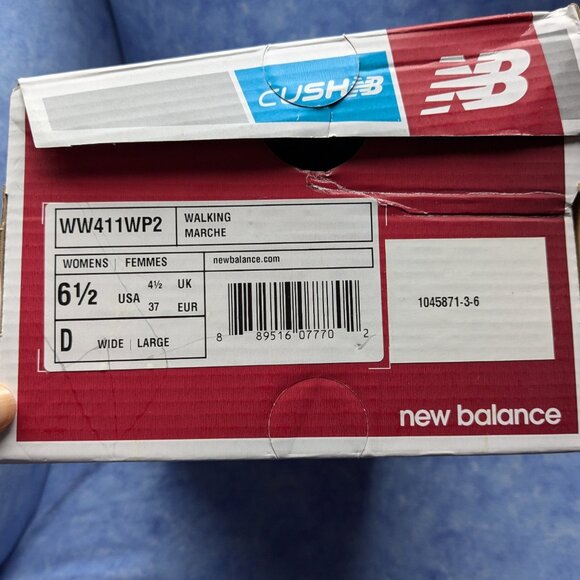 CUSH NB
NB
WW411WP2
WALKING
MARCHE
WOMENS | FEMMES
newbalance.com
6½ USA 4½ UK
37 EUR
D WIDE | LARGE
8 89516 07770 2
1045871-3-6
new balance